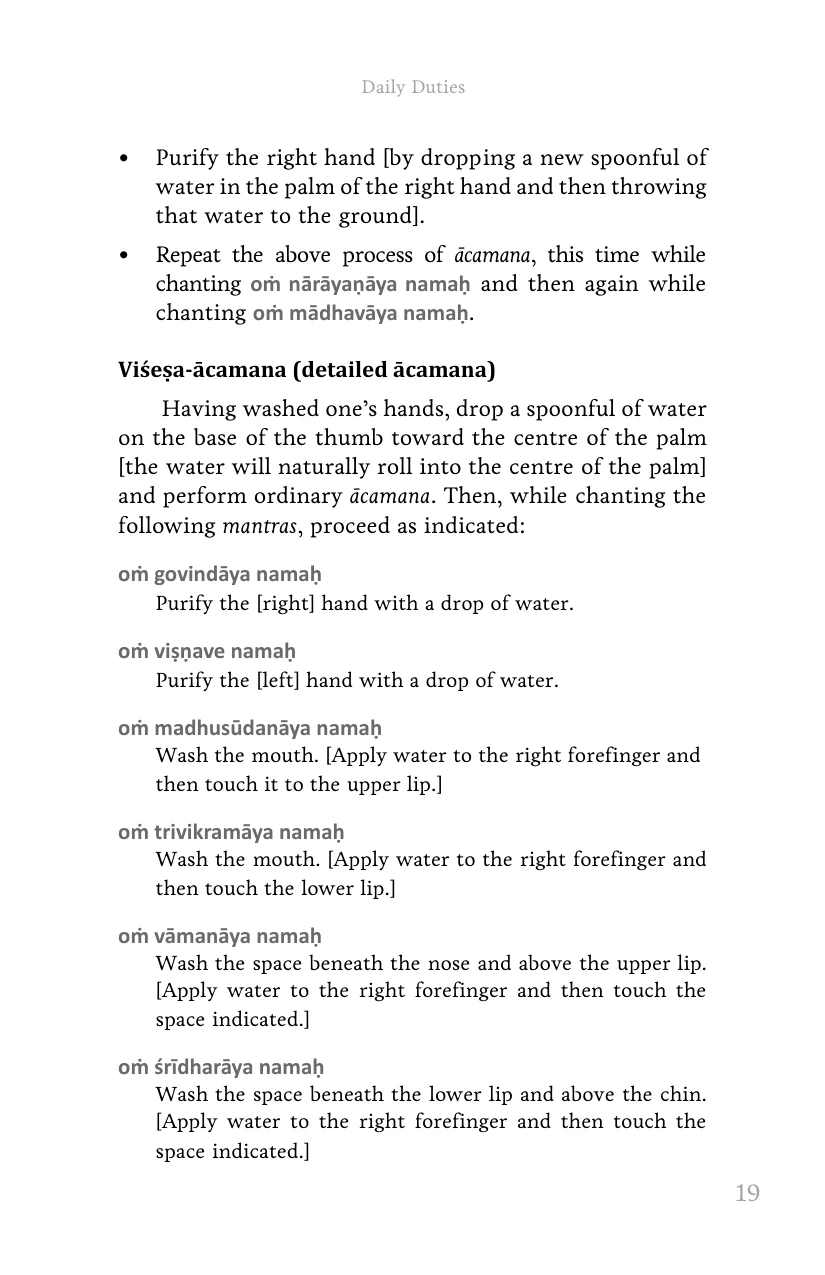 Daily Duties
• Purify the right hand [by dropping a new spoonful of
water in the palm of the right hand and then throwing
that water to the ground].
• Repeat the above process of ācamana, this time while
chanting oṁ nārāyaṇāya namaḥ and then again while
chanting oṁ mādhavāya namaḥ.
Viśeṣa-ācamana (detailed ācamana)
Having washed one’s hands, drop a spoonful of water
on the base of the thumb toward the centre of the palm
[the water will naturally roll into the centre of the palm]
and perform ordinary ācamana. Then, while chanting the
following mantras, proceed as indicated:
oṁ govindāya namaḥ
Purify the [right] hand with a drop of water.
oṁ viṣṇave namaḥ
Purify the [left] hand with a drop of water.
oṁ madhusūdanāya namaḥ
Wash the mouth. [Apply water to the right forefinger and
then touch it to the upper lip.]
oṁ trivikramāya namaḥ
Wash the mouth. [Apply water to the right forefinger and
then touch the lower lip.]
oṁ vāmanāya namaḥ
Wash the space beneath the nose and above the upper lip.
[Apply water to the right forefinger and then touch the
space indicated.]
oṁ śrīdharāya namaḥ
Wash the space beneath the lower lip and above the chin.
[Apply water to the right forefinger and then touch the
space indicated.]
19